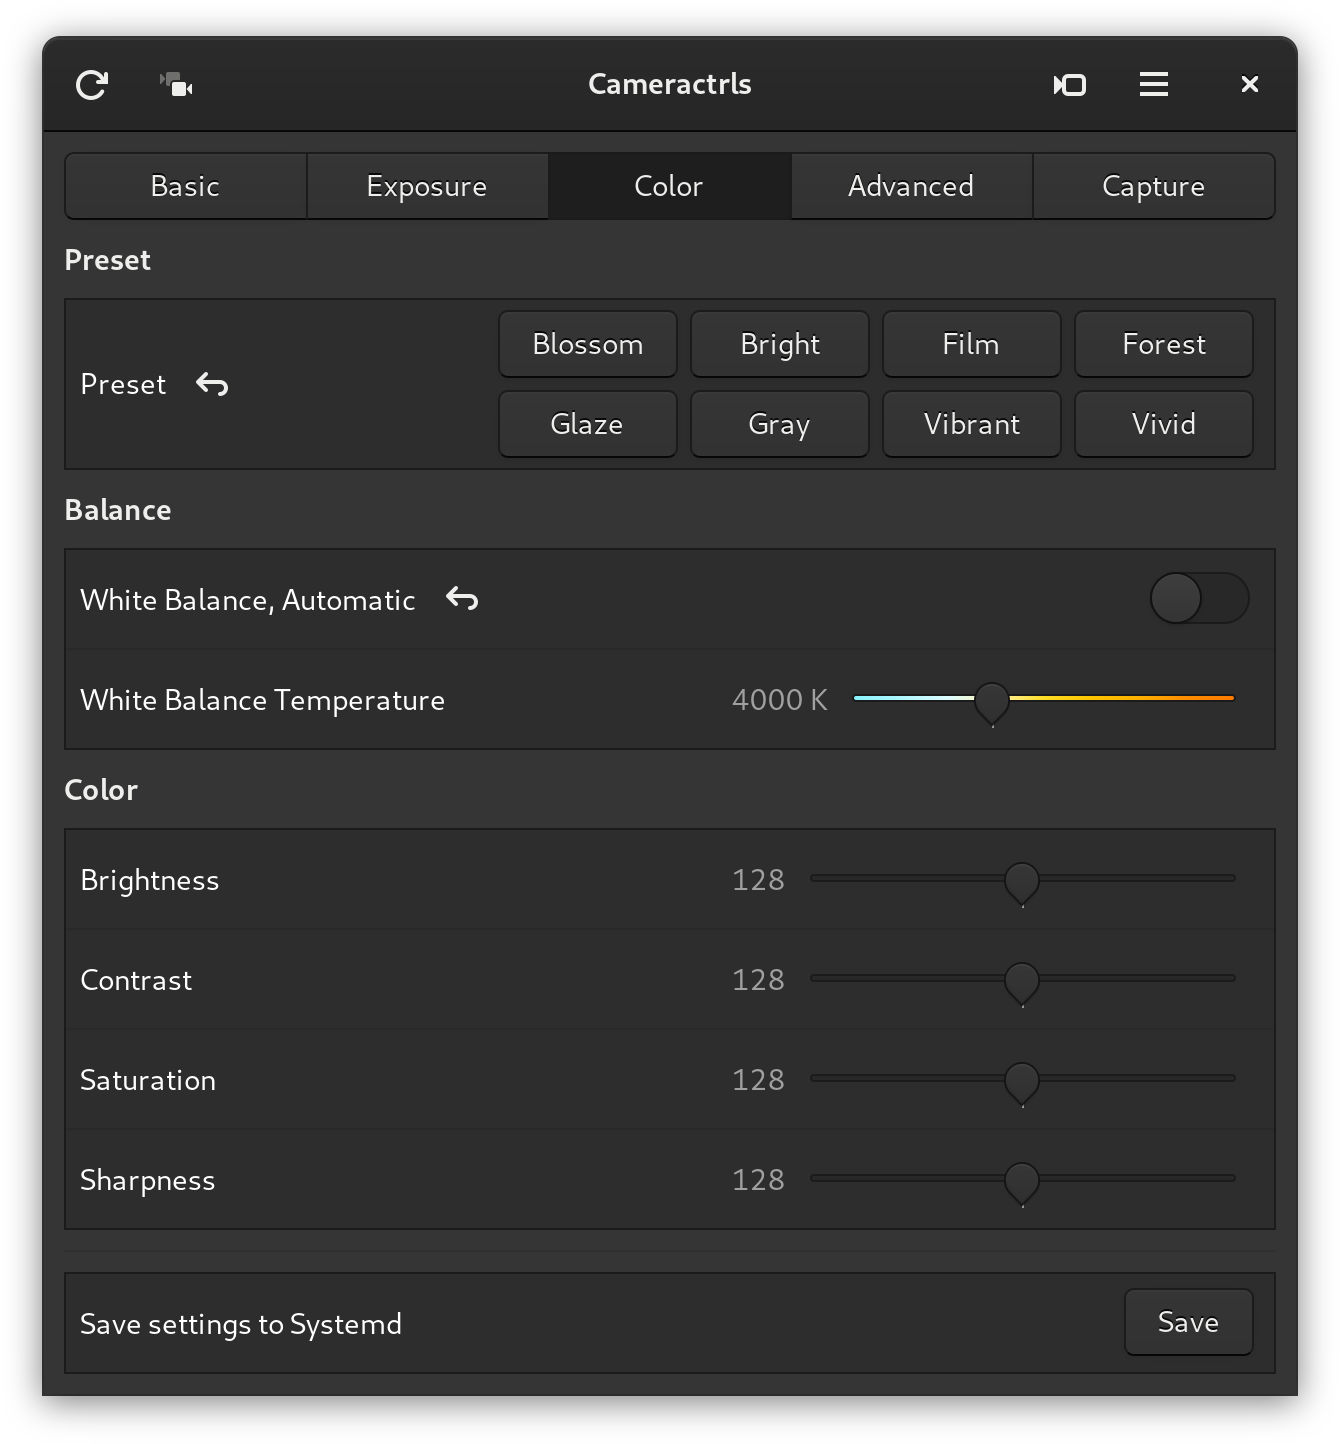 Cameractrls
Basic Exposure Color Advanced Capture
Preset
Preset Blossom Bright Film Forest
Glaze Gray Vibrant Vivid
Balance
White Balance, Automatic
White Balance Temperature 4000 K
Color
Brightness 128
Contrast 128
Saturation 128
Sharpness 128
Save settings to Systemd Save